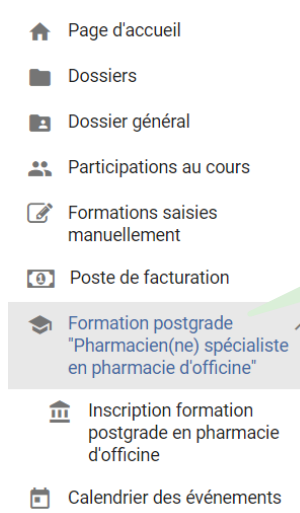 Page d'accueil
Dossiers
Dossier général
Participations au cours
Formations saisies
manuellement
Poste de facturation
Formation postgrade
"Pharmacien(ne) spécialiste
en pharmacie d'officine"
Inscription formation
postgrade en pharmacie
d'officine
Calendrier des événements